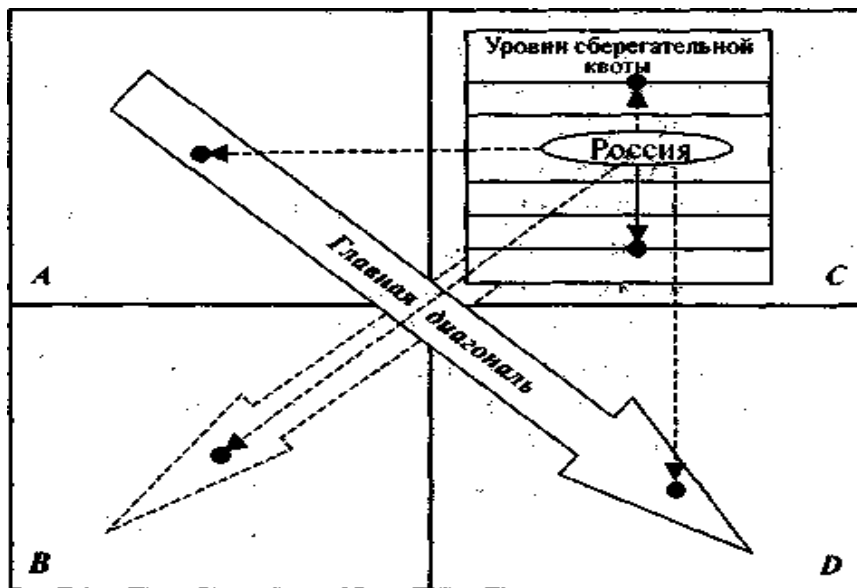 Уровни сберегательной
квоты
Россия
Главная диагональ
A
C
B
D